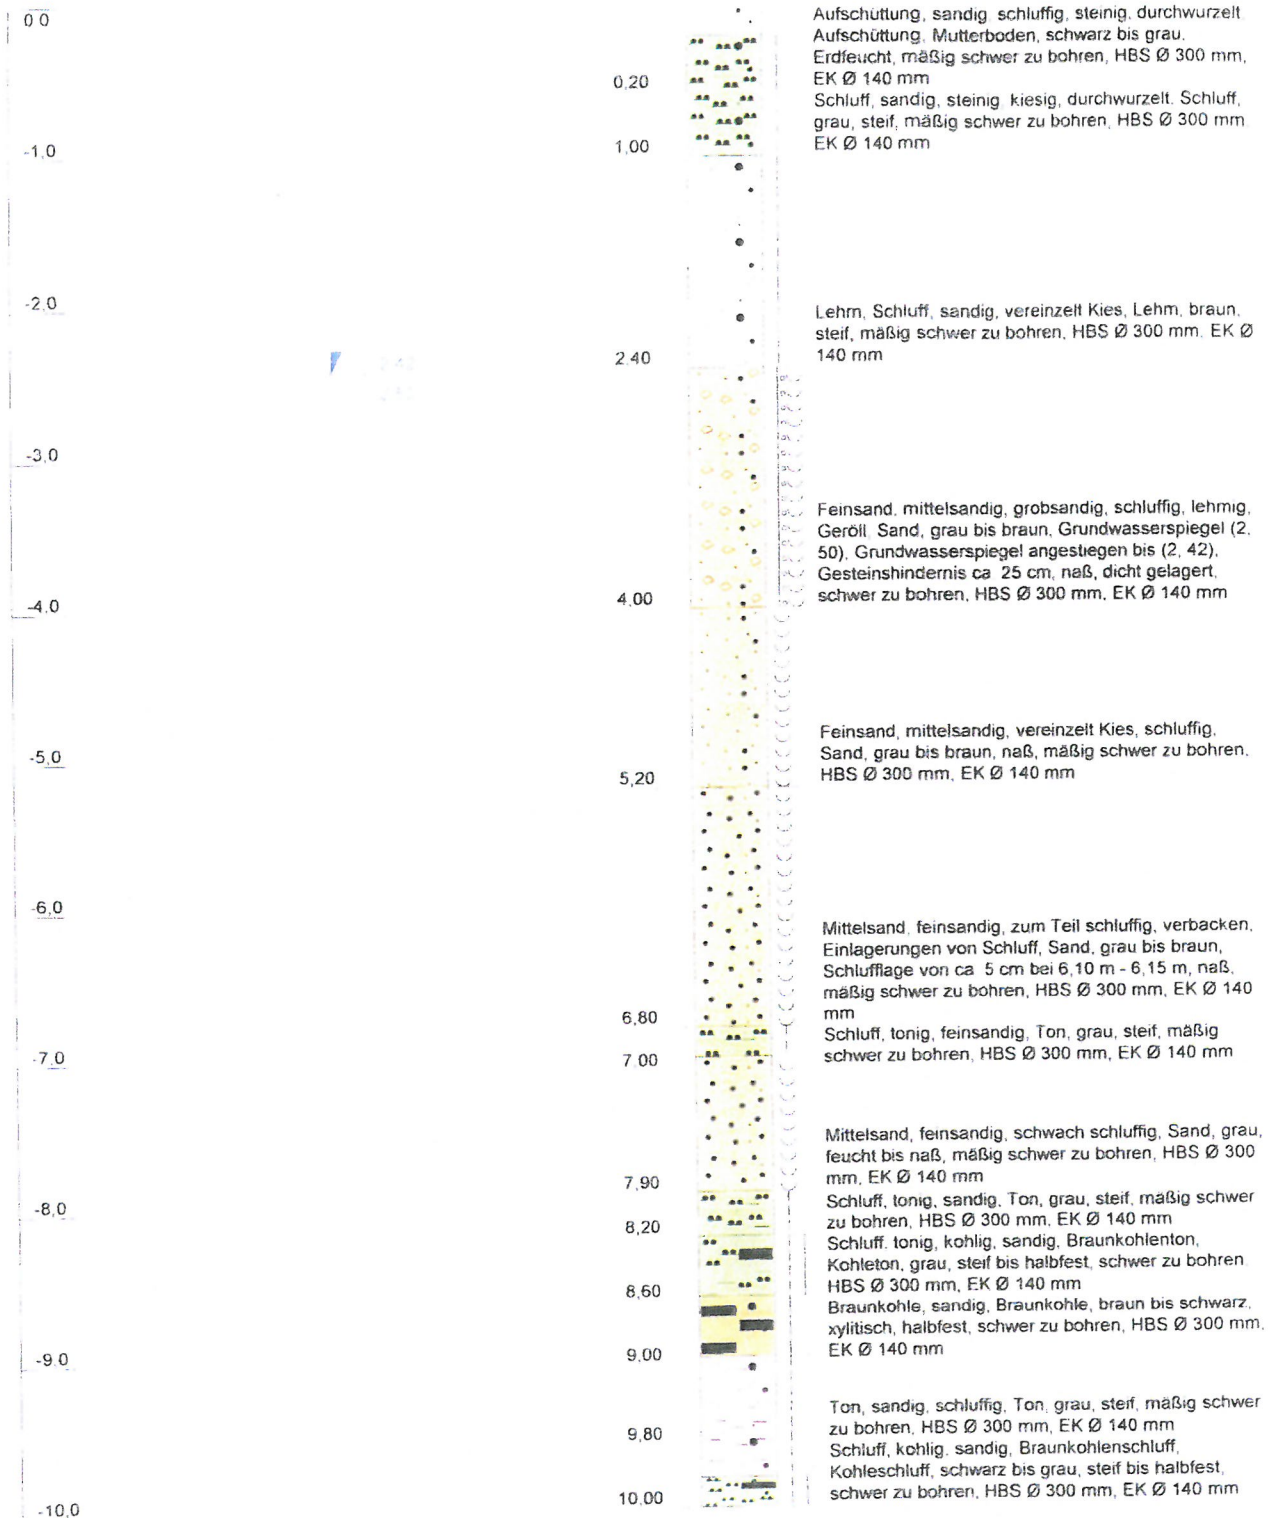 0 0
-1,0
-2,0
-3,0
-4,0
-5,0
-6,0
-7,0
-8,0
-9,0
-10,0
2.42
2.50
0,20
1,00
2.40
4.00
5,20
6,80
7 00
7,90
8,20
8,60
9,00
9,80
10,00
Aufschüttung, sandig, schluffig, steinig, durchwurzelt.
Aufschüttung, Mutterboden, schwarz bis grau.
Erdfeucht, mäßig schwer zu bohren, HBS Ø 300 mm,
EK Ø 140 mm
Schluff, sandig, steinig, kiesig, durchwurzelt. Schluff,
grau, steif, mäßig schwer zu bohren, HBS Ø 300 mm
EK Ø 140 mm
Lehm, Schluff, sandig, vereinzelt Kies, Lehm, braun,
steif, mäßig schwer zu bohren, HBS Ø 300 mm, EK Ø
140 mm
Feinsand, mittelsandig, grobsandig, schluffig, lehmig,
Geröll, Sand, grau bis braun, Grundwasserspiegel (2,
50), Grundwasserspiegel angestiegen bis (2, 42),
Gesteinshindernis ca 25 cm, naß, dicht gelagert,
schwer zu bohren, HBS Ø 300 mm, EK Ø 140 mm
Feinsand, mittelsandig, vereinzelt Kies, schluffig,
Sand, grau bis braun, naß, mäßig schwer zu bohren,
HBS Ø 300 mm, EK Ø 140 mm
Mittelsand, feinsandig, zum Teil schluffig, verbacken,
Einlagerungen von Schluff, Sand, grau bis braun,
Schlufflage von ca 5 cm bei 6,10 m - 6,15 m, naß,
mäßig schwer zu bohren, HBS Ø 300 mm, EK Ø 140
mm
Schluff, tonig, feinsandig, Ton, grau, steif, mäßig
schwer zu bohren, HBS Ø 300 mm, EK Ø 140 mm
Mittelsand, feinsandig, schwach schluffig, Sand, grau,
feucht bis naß, mäßig schwer zu bohren, HBS Ø 300
mm, EK Ø 140 mm
Schluff, tonig, sandig, Ton, grau, steif, mäßig schwer
zu bohren, HBS Ø 300 mm, EK Ø 140 mm
Schluff, tonig, kohlig, sandig, Braunkohlenton,
Kohleton, grau, steif bis halbfest, schwer zu bohren
HBS Ø 300 mm, EK Ø 140 mm
Braunkohle, sandig, Braunkohle, braun bis schwarz,
xylitisch, halbfest, schwer zu bohren, HBS Ø 300 mm,
EK Ø 140 mm
Ton, sandig, schluffig, Ton, grau, steif, mäßig schwer
zu bohren, HBS Ø 300 mm, EK Ø 140 mm
Schluff, kohlig, sandig, Braunkohlenschluff,
Kohleschluff, schwarz bis grau, steif bis halbfest,
schwer zu bohren, HBS Ø 300 mm, EK Ø 140 mm